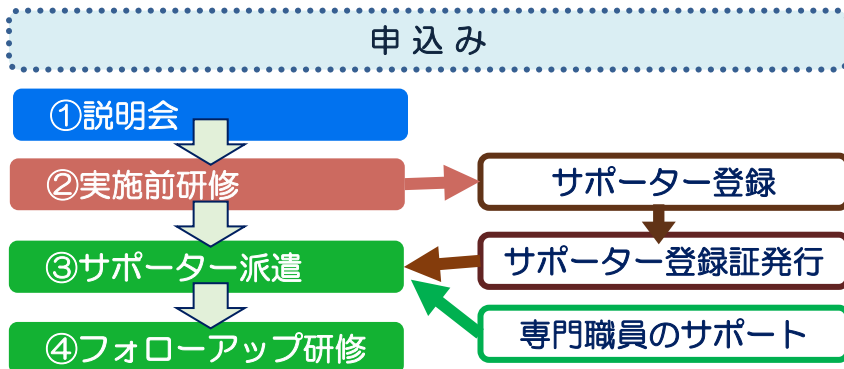 申込み
①説明会
②実施前研修
サポーター登録
③サポーター派遣
サポーター登録証発行
専門職員のサポート
④フォローアップ研修